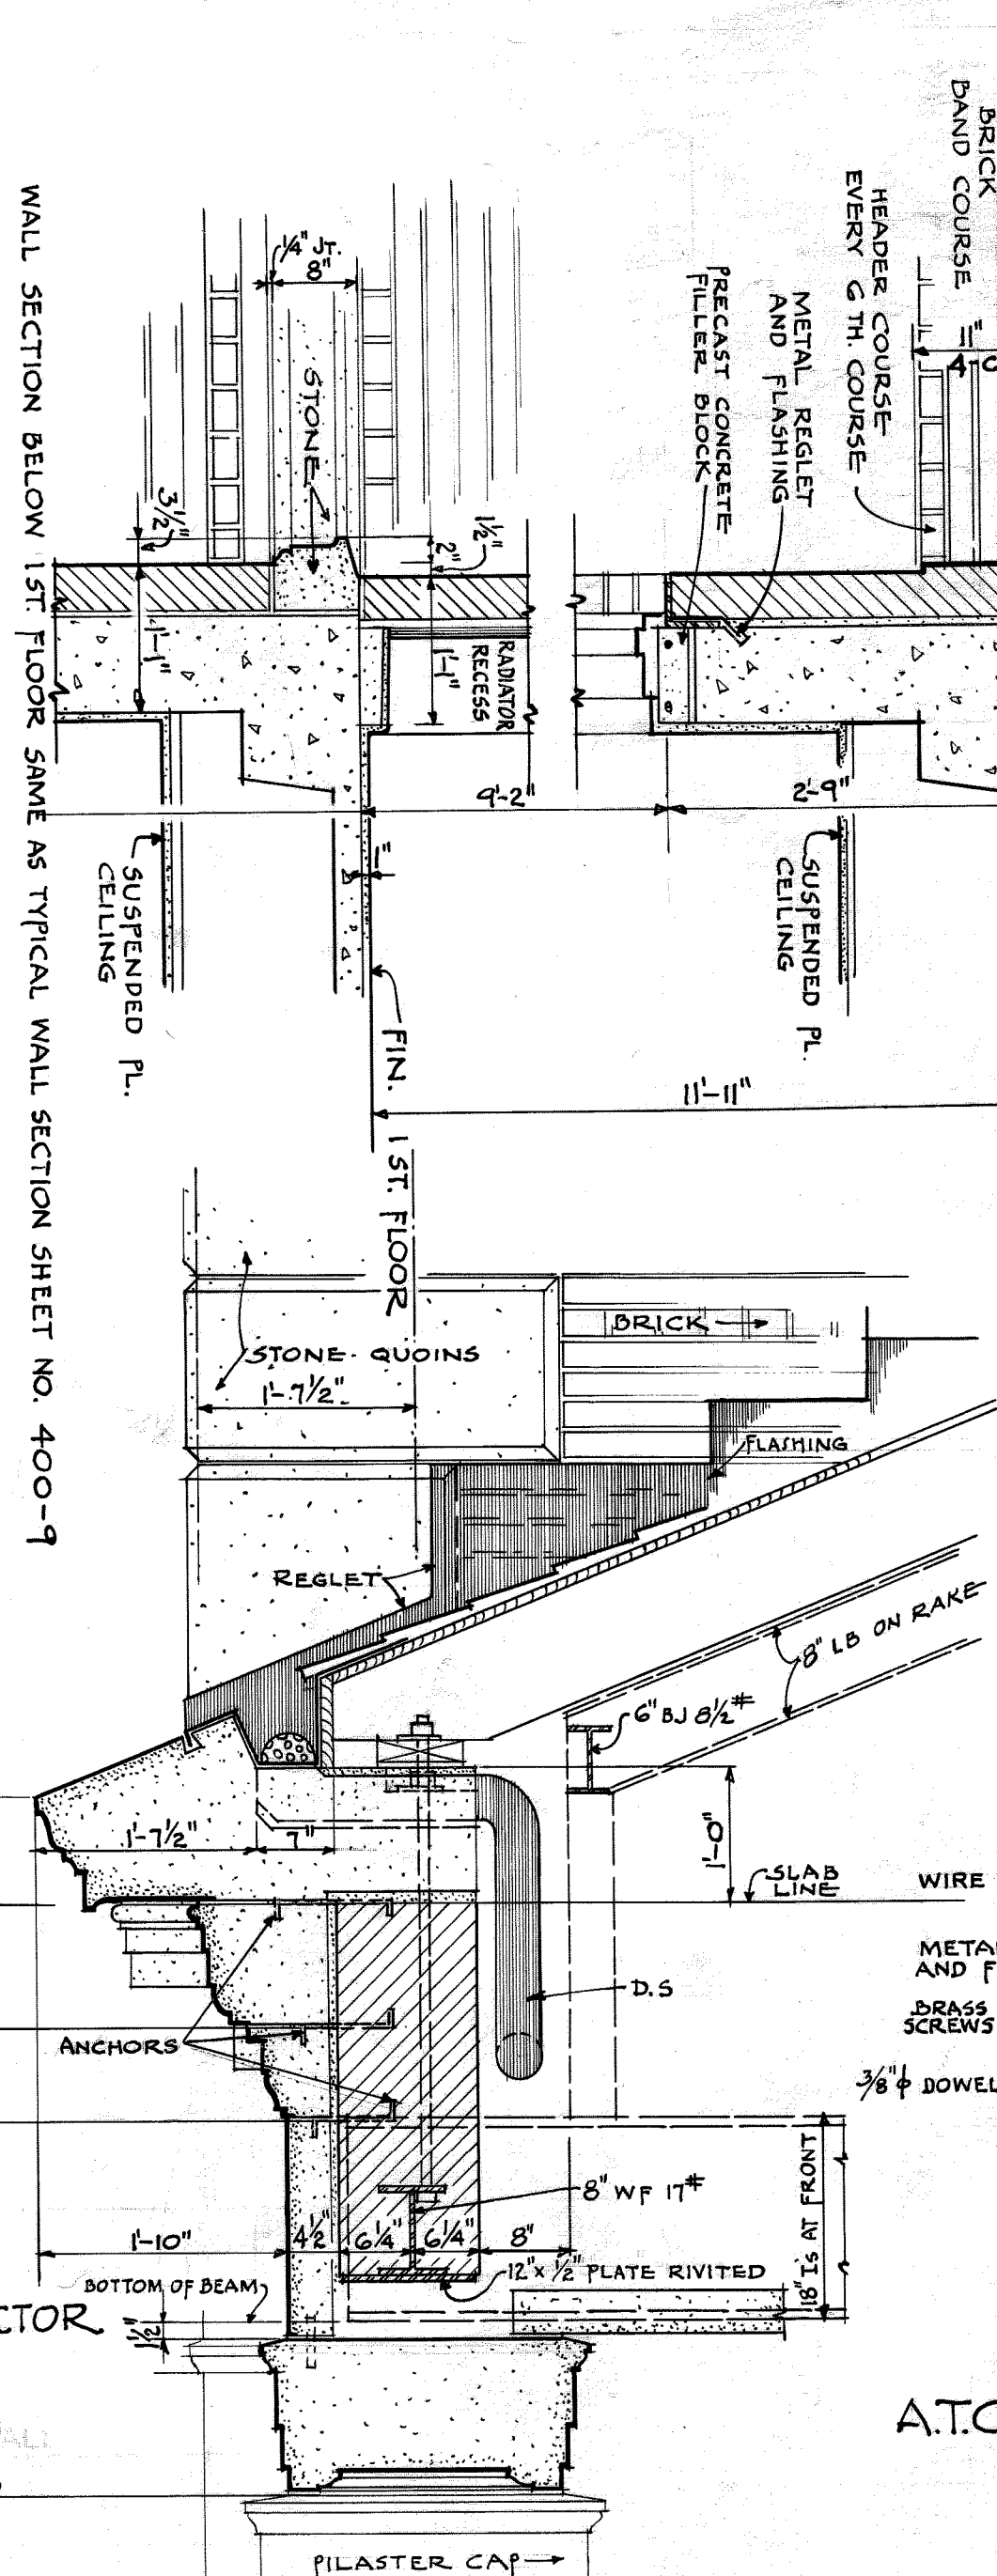 BRICK
BAND COURSE
11"
HEADER COURSE
EVERY 6 TH. COURSE
METAL REGLET
AND FLASHING
PRECAST CONCRETE
FILLER BLOCK
1/4" JT.
8"
STONE
1 1/2"
2"
3 1/2"
1'-1"
1'-1"
RADIATOR
RECESS
9'-2"
2'-9"
1"
SUSPENDED PL.
CEILING
SUSPENDED PL.
CEILING
FIN. 1 ST. FLOOR
11'-11"
WALL SECTION BELOW 1 ST. FLOOR SAME AS TYPICAL WALL SECTION SHEET NO. 400-9
BRICK
STONE QUOINS
1'-7 1/2"
FLASHING
REGLET
8" LB ON RAKE
6" BJ 8 1/2 #
1'-7 1/2"
7"
1'-0"
SLAB
LINE
WIRE
D.S
ANCHORS
BRASS
SCREWS
3/8" ϕ DOWEL
8" WF 17#
1'-10"
4 1/2"
6 1/4"
6 1/4"
8"
12" x 1/2" PLATE RIVITED
18" Is AT FRONT
BOTTOM OF BEAM
1 1/2"
PILASTER CAP